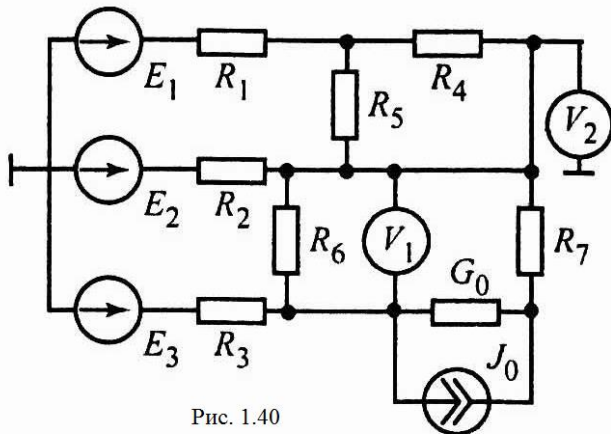 E1 R1 R4
R5 V2
E2 R2
R6 V1 R7
G0
E3 R3 J0
Рис. 1.40